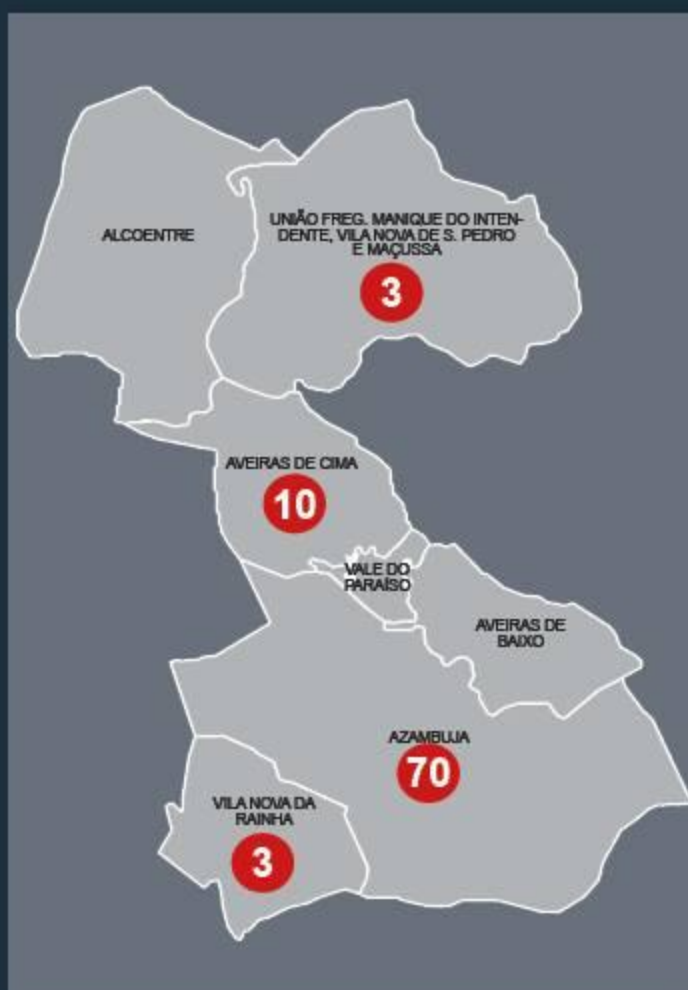 ALCOENTRE
UNIÃO FREG. MANIQUE DO INTEN-
DENTE, VILA NOVA DE S. PEDRO
E MAÇUSSA
3
AVEIRAS DE CIMA
10
VALE DO
PARAÍSO
AVEIRAS DE
BAIXO
AZAMBUJA
70
VILA NOVA DA
RAINHA
3